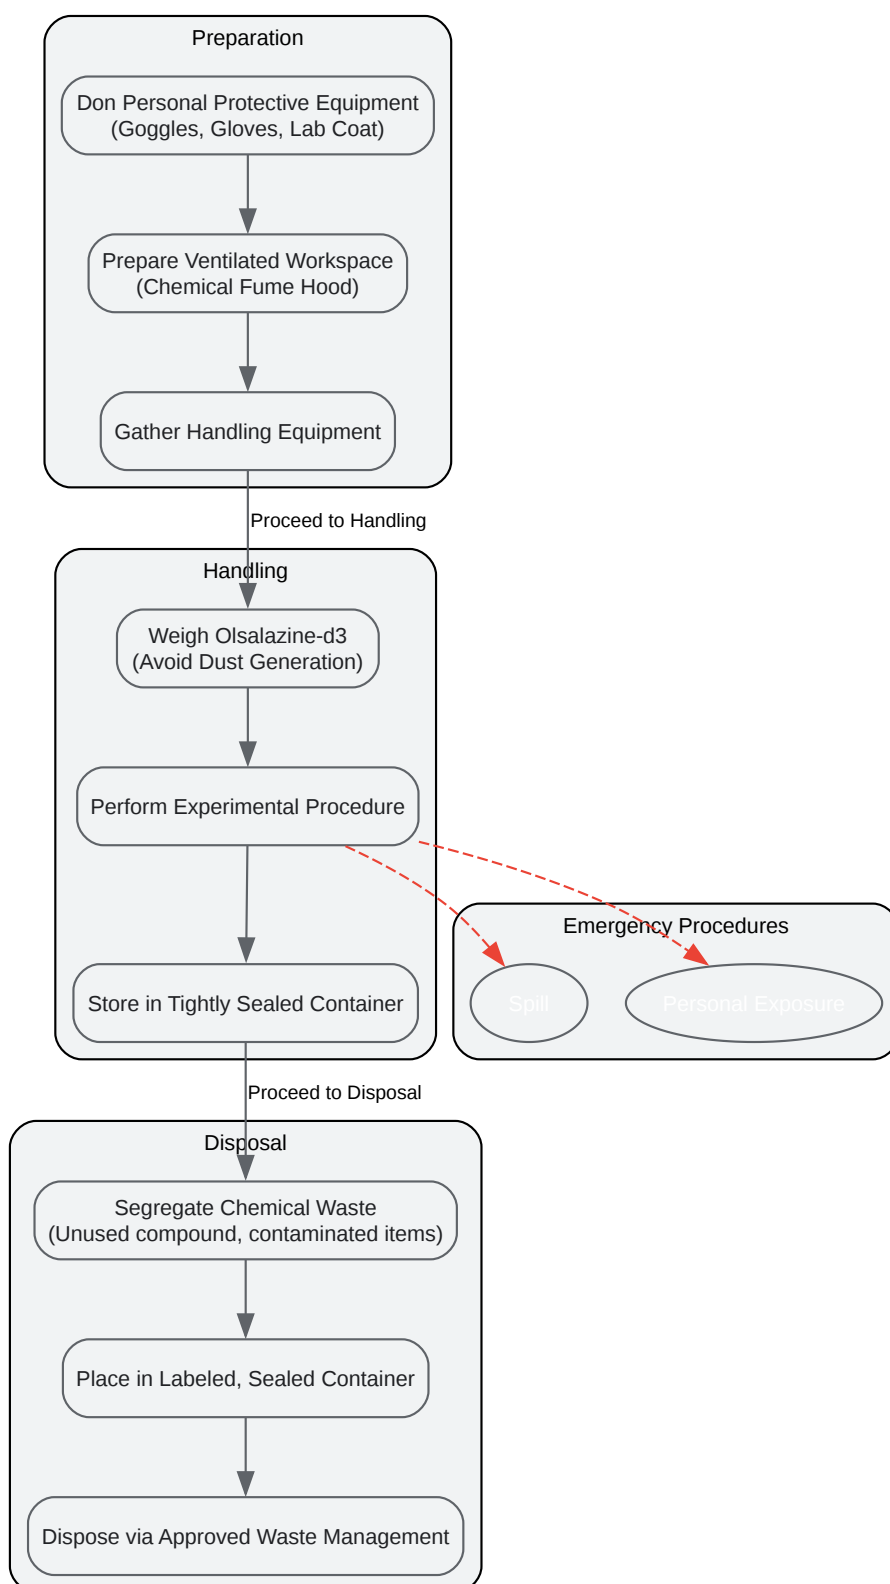 Preparation
Don Personal Protective Equipment
(Goggles, Gloves, Lab Coat)
Prepare Ventilated Workspace
(Chemical Fume Hood)
Gather Handling Equipment
Proceed to Handling
Handling
Weigh Olsalazine-d3
(Avoid Dust Generation)
Perform Experimental Procedure
Emergency Procedures
Spill
Personal Exposure
Store in Tightly Sealed Container
Proceed to Disposal
Disposal
Segregate Chemical Waste
(Unused compound, contaminated items)
Place in Labeled, Sealed Container
Dispose via Approved Waste Management